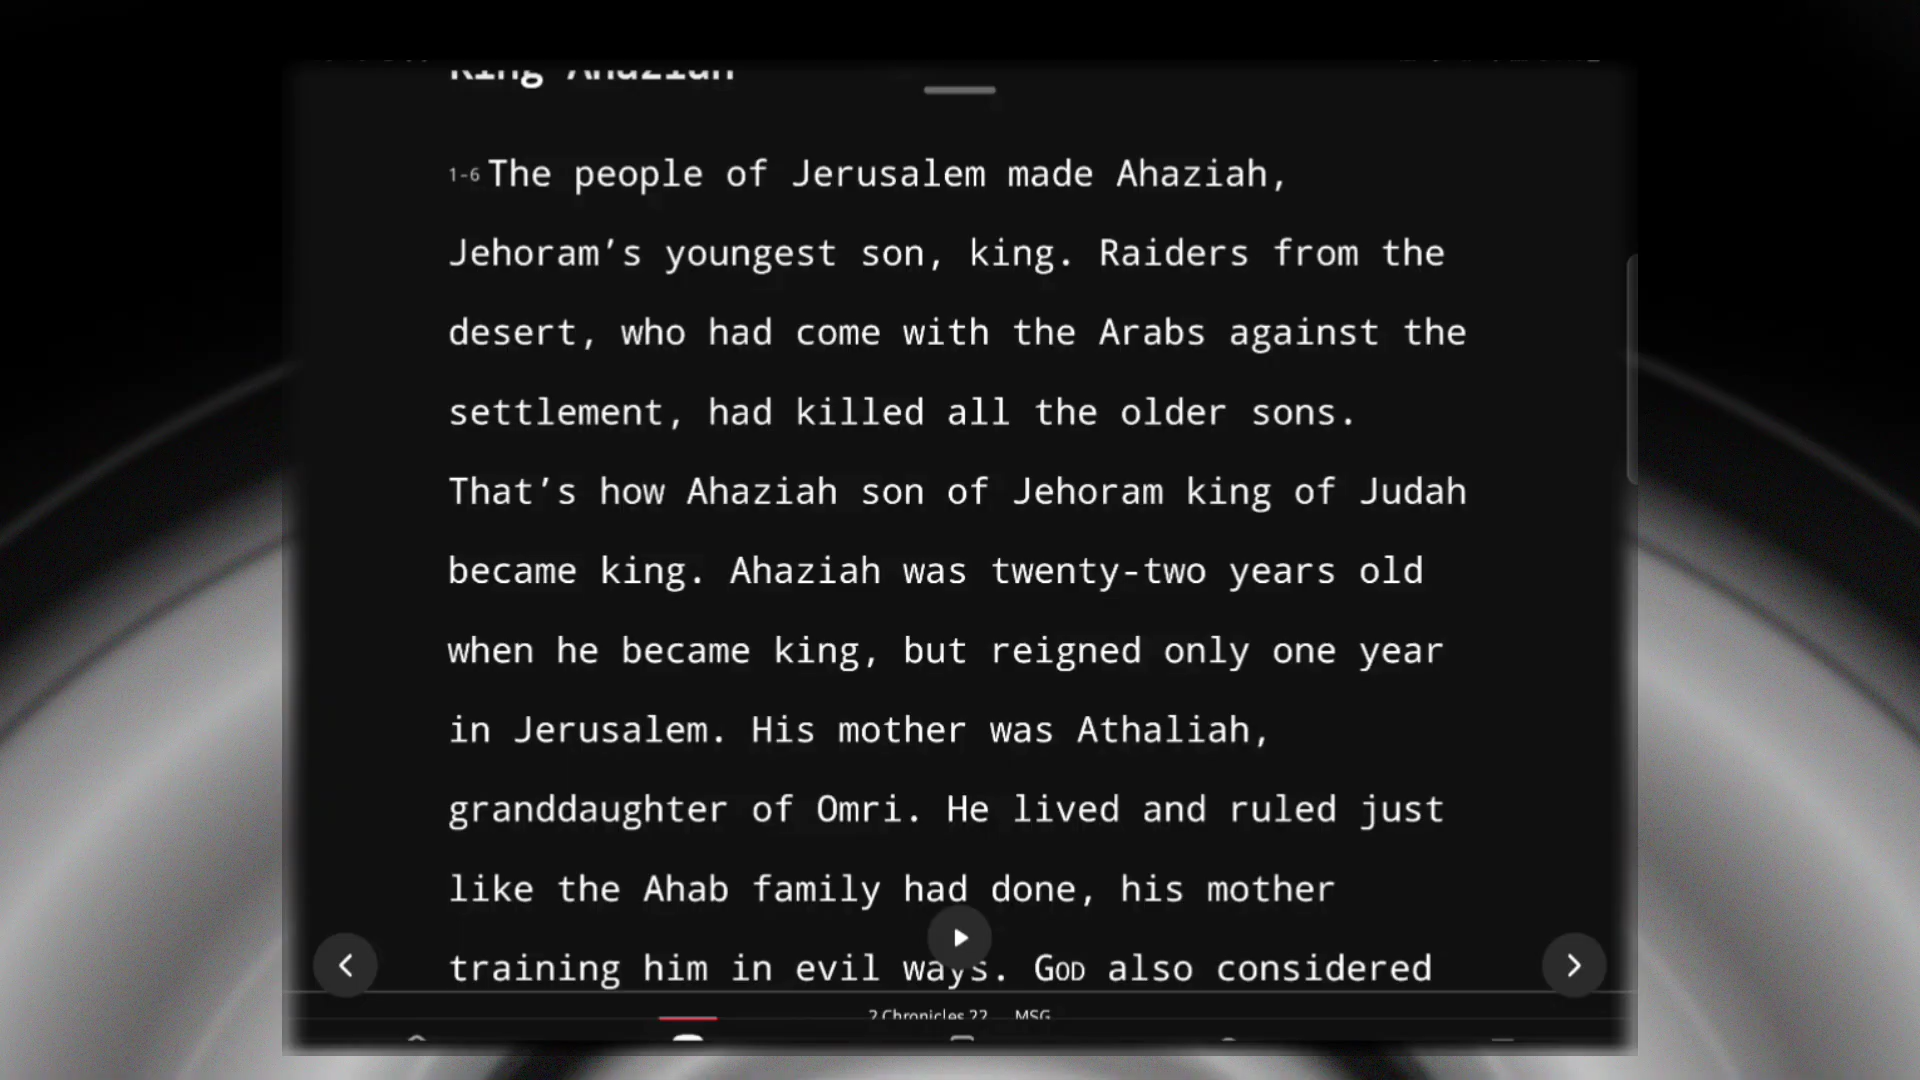 King Ahaziah
1-6 The people of Jerusalem made Ahaziah,
Jehoram’s youngest son, king. Raiders from the
desert, who had come with the Arabs against the
settlement, had killed all the older sons.
That’s how Ahaziah son of Jehoram king of Judah
became king. Ahaziah was twenty-two years old
when he became king, but reigned only one year
in Jerusalem. His mother was Athaliah,
granddaughter of Omri. He lived and ruled just
like the Ahab family had done, his mother
training him in evil ways. GOD also considered
2 Chronicles 22 MSG